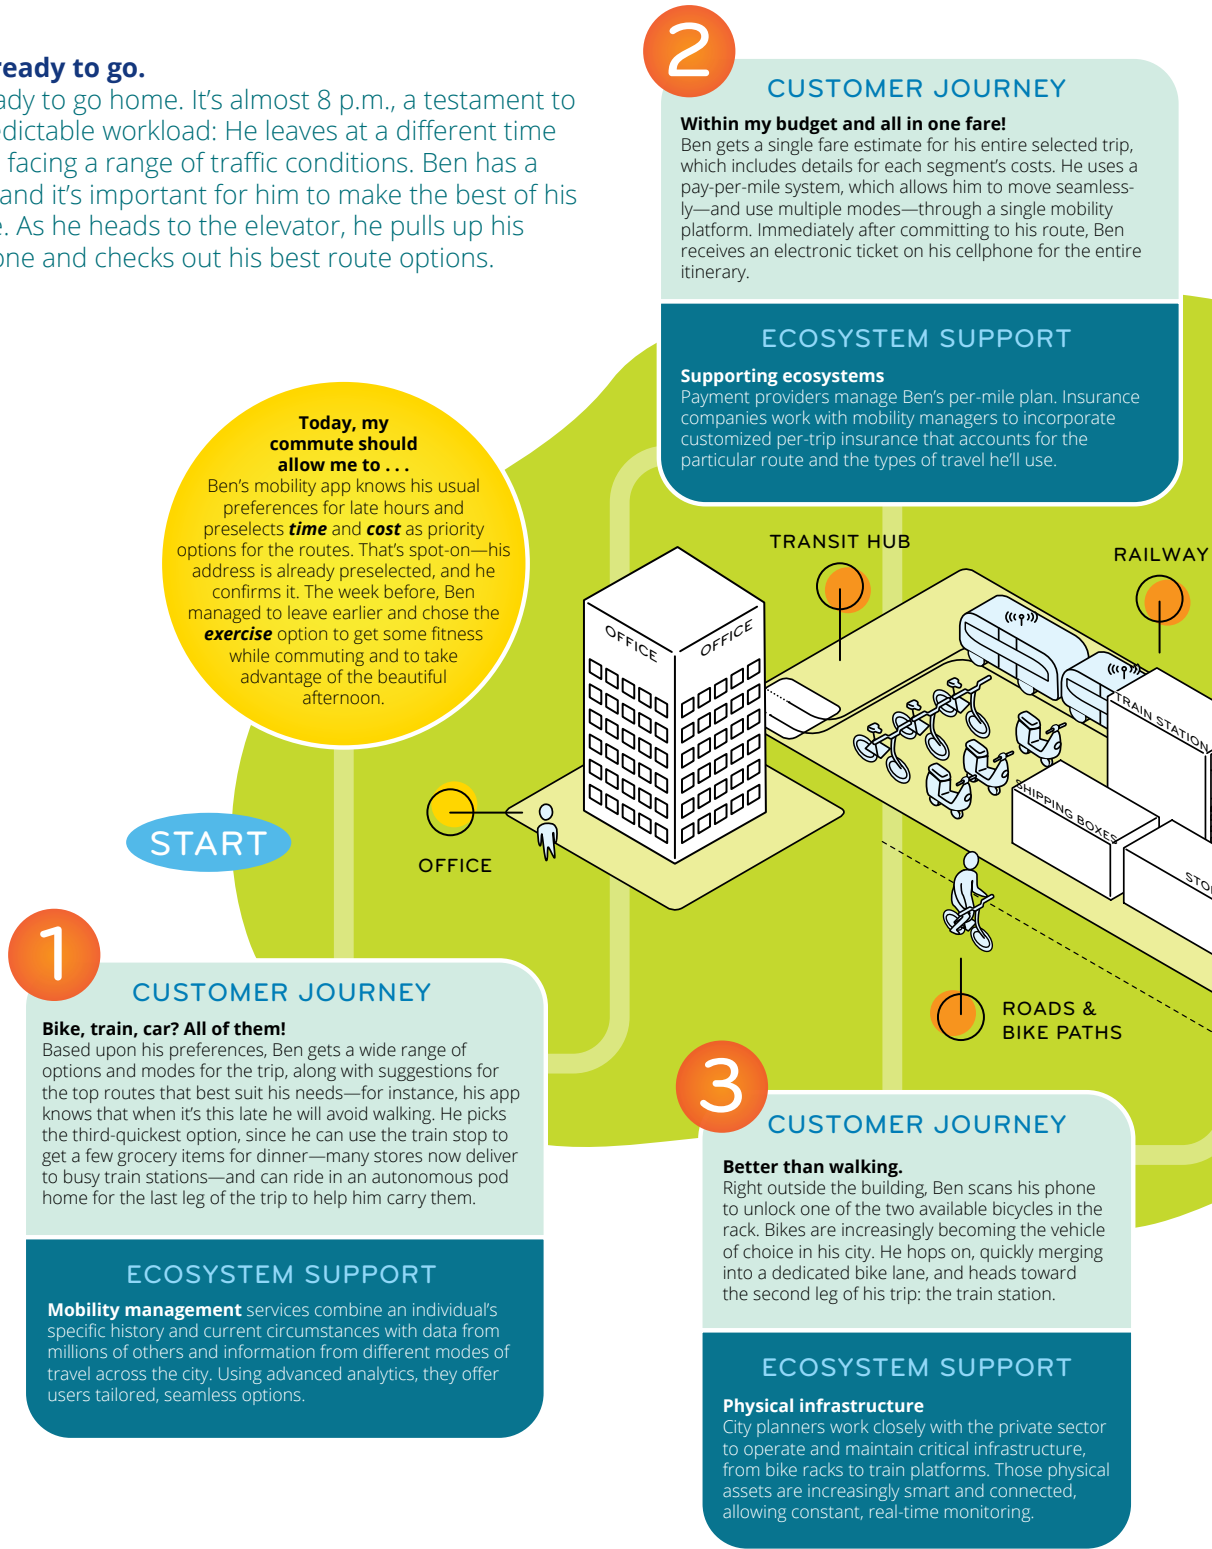 ready to go.
ady to go home. It’s almost 8 p.m., a testament to
edictable workload: He leaves at a different time
facing a range of traffic conditions. Ben has a
and it’s important for him to make the best of his
e. As he heads to the elevator, he pulls up his
one and checks out his best route options.
2
CUSTOMER JOURNEY
Within my budget and all in one fare!
Ben gets a single fare estimate for his entire selected trip,
which includes details for each segment’s costs. He uses a
pay-per-mile system, which allows him to move seamless-
ly—and use multiple modes—through a single mobility
platform. Immediately after committing to his route, Ben
receives an electronic ticket on his cellphone for the entire
itinerary.
ECOSYSTEM SUPPORT
Supporting ecosystems
Payment providers manage Ben’s per-mile plan. Insurance
companies work with mobility managers to incorporate
customized per-trip insurance that accounts for the
particular route and the types of travel he’ll use.
Today, my
commute should
allow me to . . .
Ben’s mobility app knows his usual
preferences for late hours and
preselects time and cost as priority
options for the routes. That’s spot-on—his
address is already preselected, and he
confirms it. The week before, Ben
managed to leave earlier and chose the
exercise option to get some fitness
while commuting and to take
advantage of the beautiful
afternoon.
TRANSIT HUB
RAILWAY
OFFICE
OFFICE
TRAIN STATION
SHIPPING BOXES
STO
START
OFFICE
ROADS &
BIKE PATHS
1
CUSTOMER JOURNEY
Bike, train, car? All of them!
Based upon his preferences, Ben gets a wide range of
options and modes for the trip, along with suggestions for
the top routes that best suit his needs—for instance, his app
knows that when it’s this late he will avoid walking. He picks
the third-quickest option, since he can use the train stop to
get a few grocery items for dinner—many stores now deliver
to busy train stations—and can ride in an autonomous pod
home for the last leg of the trip to help him carry them.
ECOSYSTEM SUPPORT
Mobility management services combine an individual’s
specific history and current circumstances with data from
millions of others and information from different modes of
travel across the city. Using advanced analytics, they offer
users tailored, seamless options.
3
CUSTOMER JOURNEY
Better than walking.
Right outside the building, Ben scans his phone
to unlock one of the two available bicycles in the
rack. Bikes are increasingly becoming the vehicle
of choice in his city. He hops on, quickly merging
into a dedicated bike lane, and heads toward
the second leg of his trip: the train station.
ECOSYSTEM SUPPORT
Physical infrastructure
City planners work closely with the private sector
to operate and maintain critical infrastructure,
from bike racks to train platforms. Those physical
assets are increasingly smart and connected,
allowing constant, real-time monitoring.